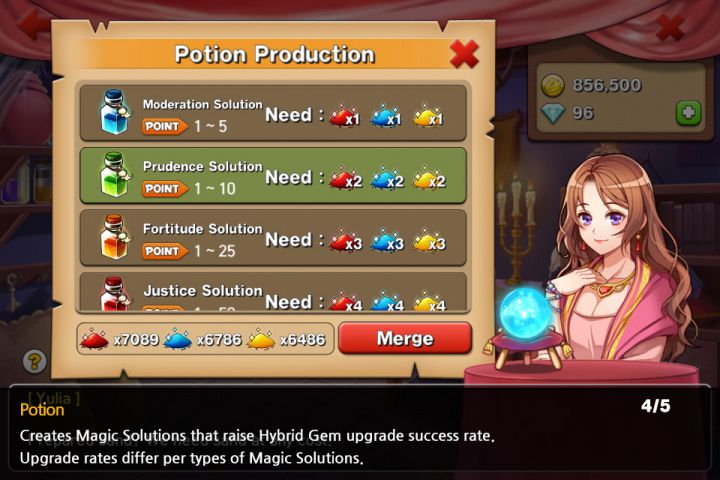 Potion Production
856,500
96
Moderation Solution
POINT 1 ~ 5
Need : x1 x1 x1
Prudence Solution
POINT 1 ~ 10
Need : x2 x2 x2
Fortitude Solution
POINT 1 ~ 25
Need : x3 x3 x3
Justice Solution
Need : x4 x4 x4
x7089 x6786 x6486
Merge
?
[ Yulia ]
Potion
4/5
Creates Magic Solutions that raise Hybrid Gem upgrade success rate.
Upgrade rates differ per types of Magic Solutions.